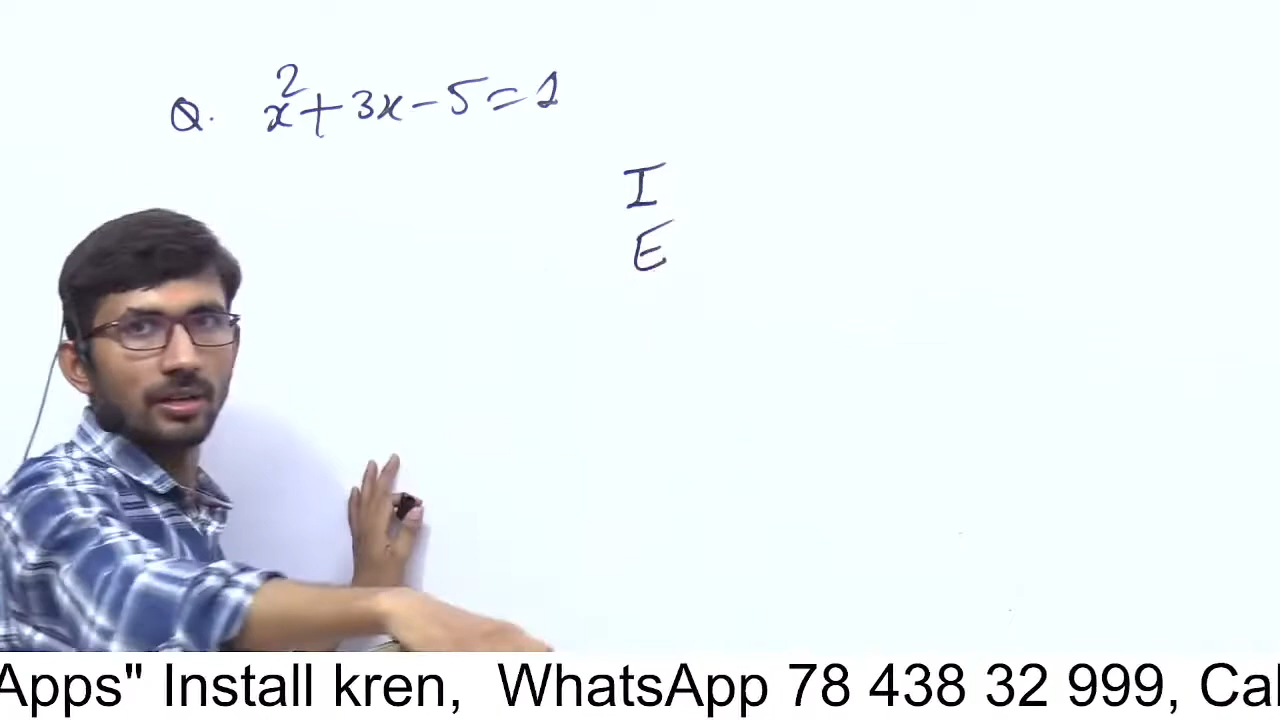 Q. x²+3x-5=1
I
E
Apps" Install kren, WhatsApp 78 438 32 999, Cal